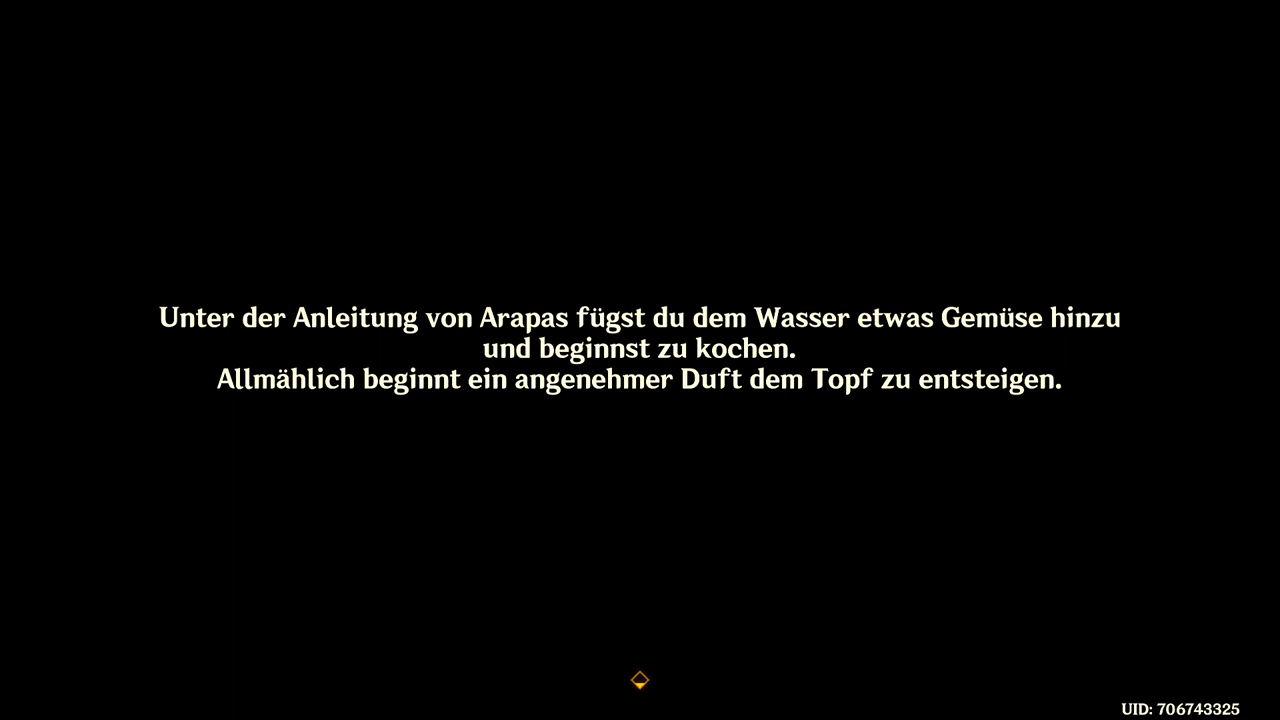 Unter der Anleitung von Arapas fügst du dem Wasser etwas Gemüse hinzu
und beginnst zu kochen.
Allmählich beginnt ein angenehmer Duft dem Topf zu entsteigen.
UID: 706743325